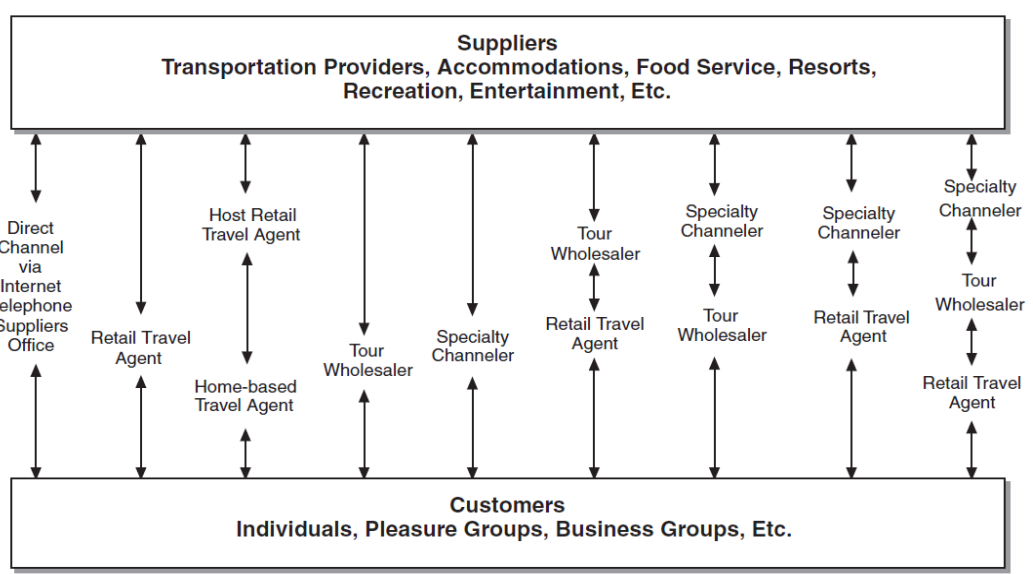 Suppliers
Transportation Providers, Accommodations, Food Service, Resorts,
Recreation, Entertainment, Etc.
Direct
Channel
via
Internet
elephone
Suppliers
Office
Retail Travel
Agent
Host Retail
Travel Agent
Home-based
Travel Agent
Tour
Wholesaler
Specialty
Channeler
Tour
Wholesaler
Retail Travel
Agent
Specialty
Channeler
Tour
Wholesaler
Specialty
Channeler
Retail Travel
Agent
Specialty
Channeler
Tour
Wholesaler
Retail Travel
Agent
Customers
Individuals, Pleasure Groups, Business Groups, Etc.